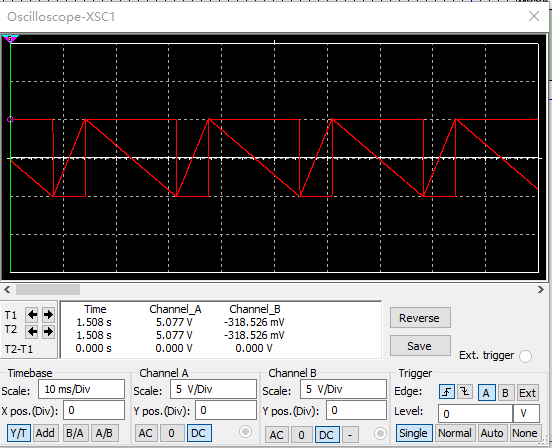 Oscilloscope-XSC1
T1
T2
T2-T1
Time Channel_A Channel_B
1.508 s 5.077 V -318.526 mV
1.508 s 5.077 V -318.526 mV
0.000 s 0.000 V 0.000 V
Reverse
Save
Ext. trigger
Timebase
Scale: 10 ms/Div
X pos.(Div): 0
Y/T Add B/A A/B
Channel A
Scale: 5 V/Div
Y pos.(Div): 0
AC 0 DC
Channel B
Scale: 5 V/Div
Y pos.(Div): 0
AC 0 DC -
Trigger
Edge: A B Ext
Level: 0 V
Single Normal Auto None